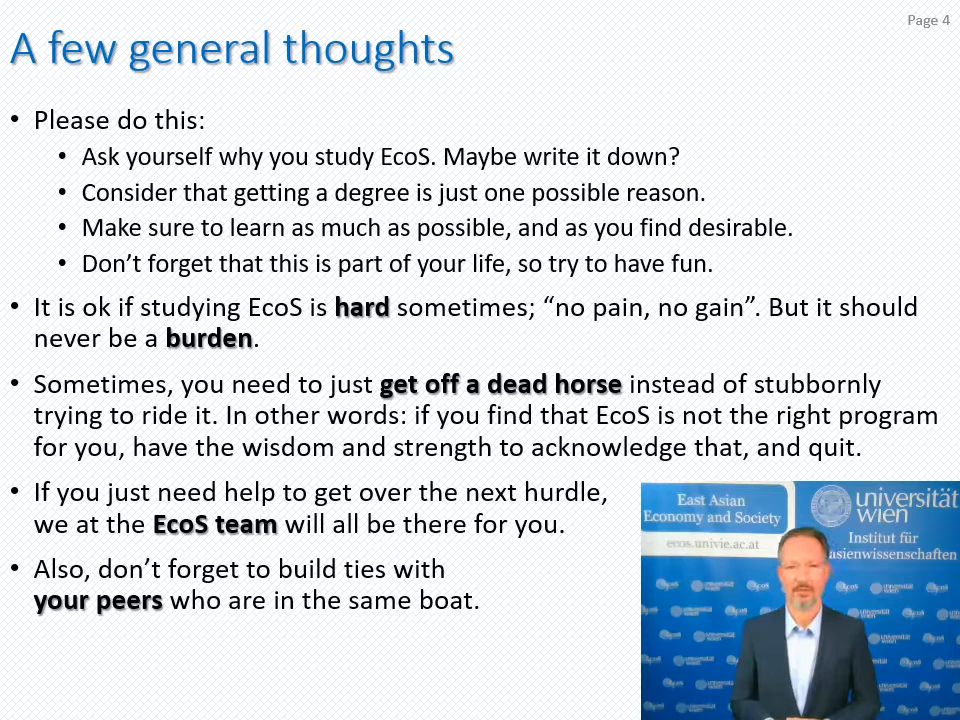 Page 4
A few general thoughts
• Please do this:
• Ask yourself why you study EcoS. Maybe write it down?
• Consider that getting a degree is just one possible reason.
• Make sure to learn as much as possible, and as you find desirable.
• Don’t forget that this is part of your life, so try to have fun.
• It is ok if studying EcoS is hard sometimes; “no pain, no gain”. But it should
never be a burden.
• Sometimes, you need to just get off a dead horse instead of stubbornly
trying to ride it. In other words: if you find that EcoS is not the right program
for you, have the wisdom and strength to acknowledge that, and quit.
• If you just need help to get over the next hurdle,
we at the EcoS team will all be there for you.
• Also, don’t forget to build ties with
your peers who are in the same boat.
East Asian
Economy and Society
ecos.univie.ac.at
universität
wien
Institut für
asienwissenschaften